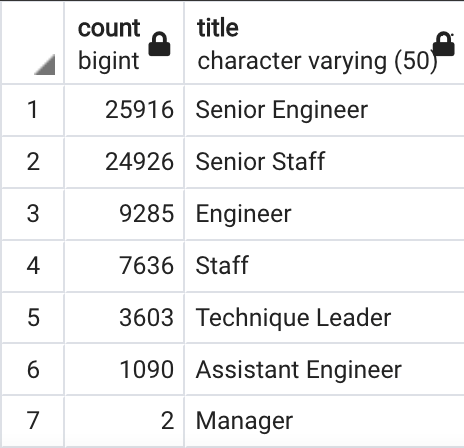 count title
bigint character varying (50)
1 25916 Senior Engineer
2 24926 Senior Staff
3 9285 Engineer
4 7636 Staff
5 3603 Technique Leader
6 1090 Assistant Engineer
7 2 Manager